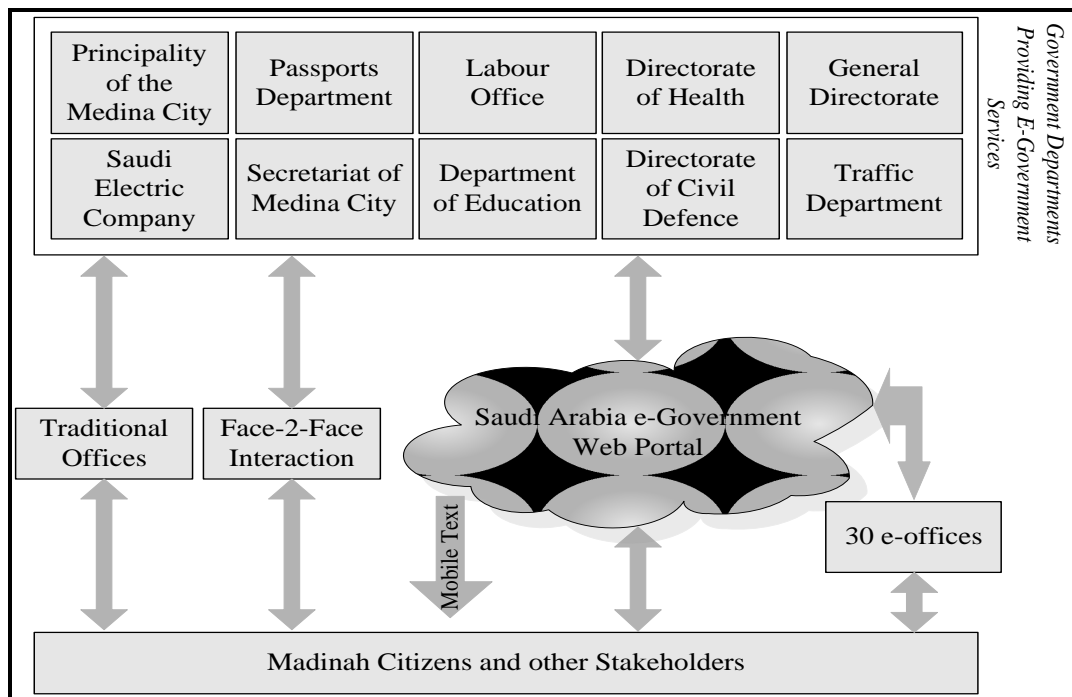 Principality
of the
Medina City
Passports
Department
Labour
Office
Directorate
of Health
General
Directorate
Saudi
Electric
Company
Secretariat of
Medina City
Department
of Education
Directorate
of Civil
Defence
Traffic
Department
Government Departments
Providing E-Government
Services
Traditional
Offices
Face-2-Face
Interaction
Saudi Arabia e-Government
Web Portal
Mobile Text
30 e-offices
Madinah Citizens and other Stakeholders